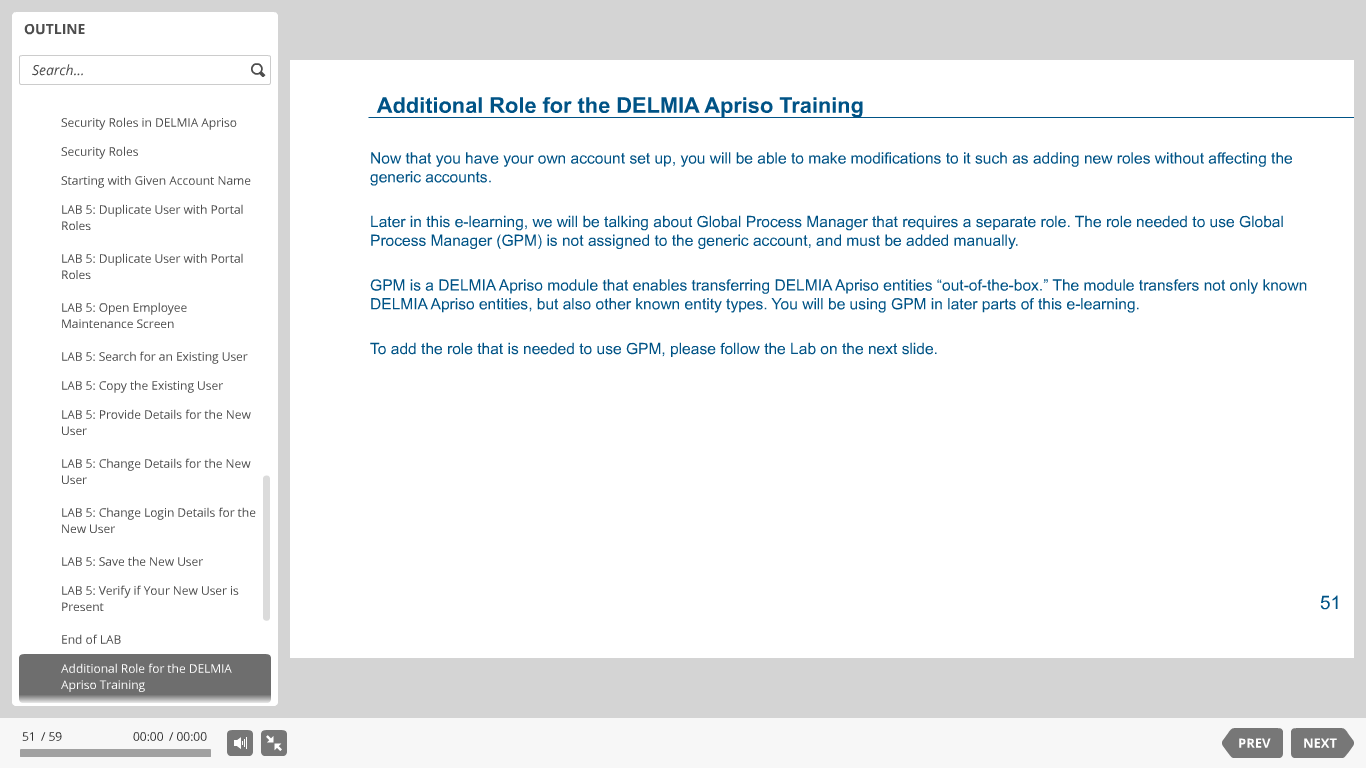 OUTLINE
Search...
Security Roles in DELMIA Apriso
Security Roles
Starting with Given Account Name
LAB 5: Duplicate User with Portal
Roles
LAB 5: Duplicate User with Portal
Roles
LAB 5: Open Employee
Maintenance Screen
LAB 5: Search for an Existing User
LAB 5: Copy the Existing User
LAB 5: Provide Details for the New
User
LAB 5: Change Details for the New
User
LAB 5: Change Login Details for the
New User
LAB 5: Save the New User
LAB 5: Verify if Your New User is
Present
End of LAB
Additional Role for the DELMIA
Apriso Training
Additional Role for the DELMIA Apriso Training
Now that you have your own account set up, you will be able to make modifications to it such as adding new roles without affecting the
generic accounts.
Later in this e-learning, we will be talking about Global Process Manager that requires a separate role. The role needed to use Global
Process Manager (GPM) is not assigned to the generic account, and must be added manually.
GPM is a DELMIA Apriso module that enables transferring DELMIA Apriso entities “out-of-the-box.” The module transfers not only known
DELMIA Apriso entities, but also other known entity types. You will be using GPM in later parts of this e-learning.
To add the role that is needed to use GPM, please follow the Lab on the next slide.
51
51 / 59
00:00 / 00:00
PREV
NEXT